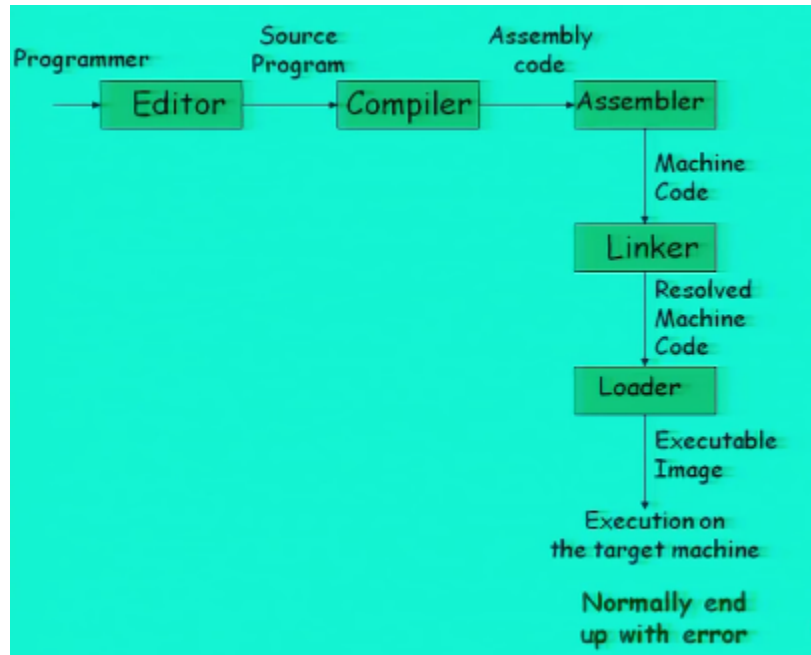 Programmer
Source
Program
Assembly
code
Editor
Compiler
Assembler
Machine
Code
Linker
Resolved
Machine
Code
Loader
Executable
Image
Execution on
the target machine
Normally end
up with error